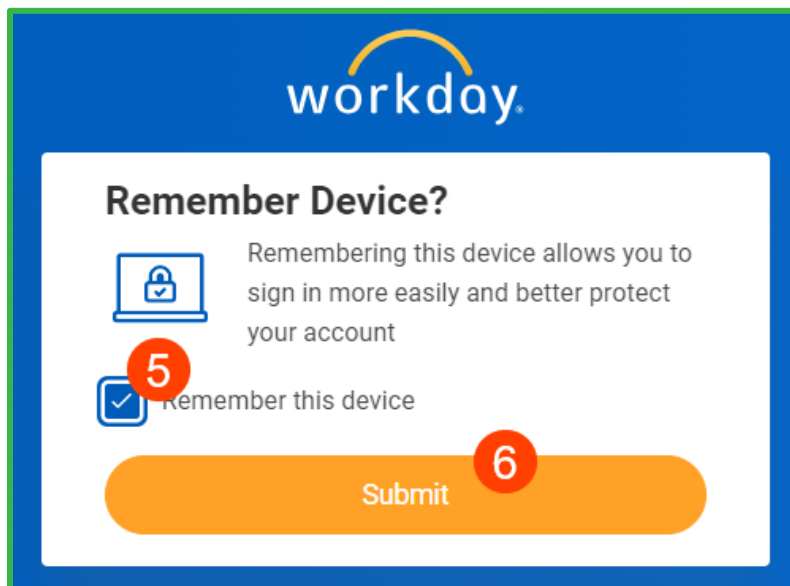 workday.
Remember Device?
Remembering this device allows you to
sign in more easily and better protect
your account
5
Remember this device
6
Submit